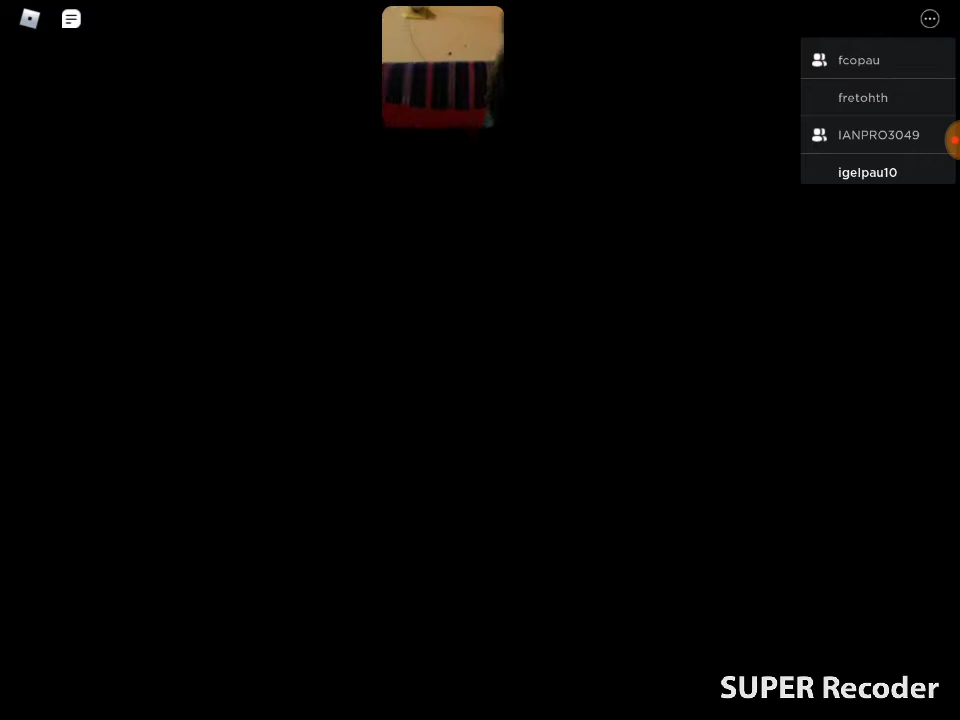 fcopau
fretohth
IANPRO3049
igelpau10
SUPER Recoder